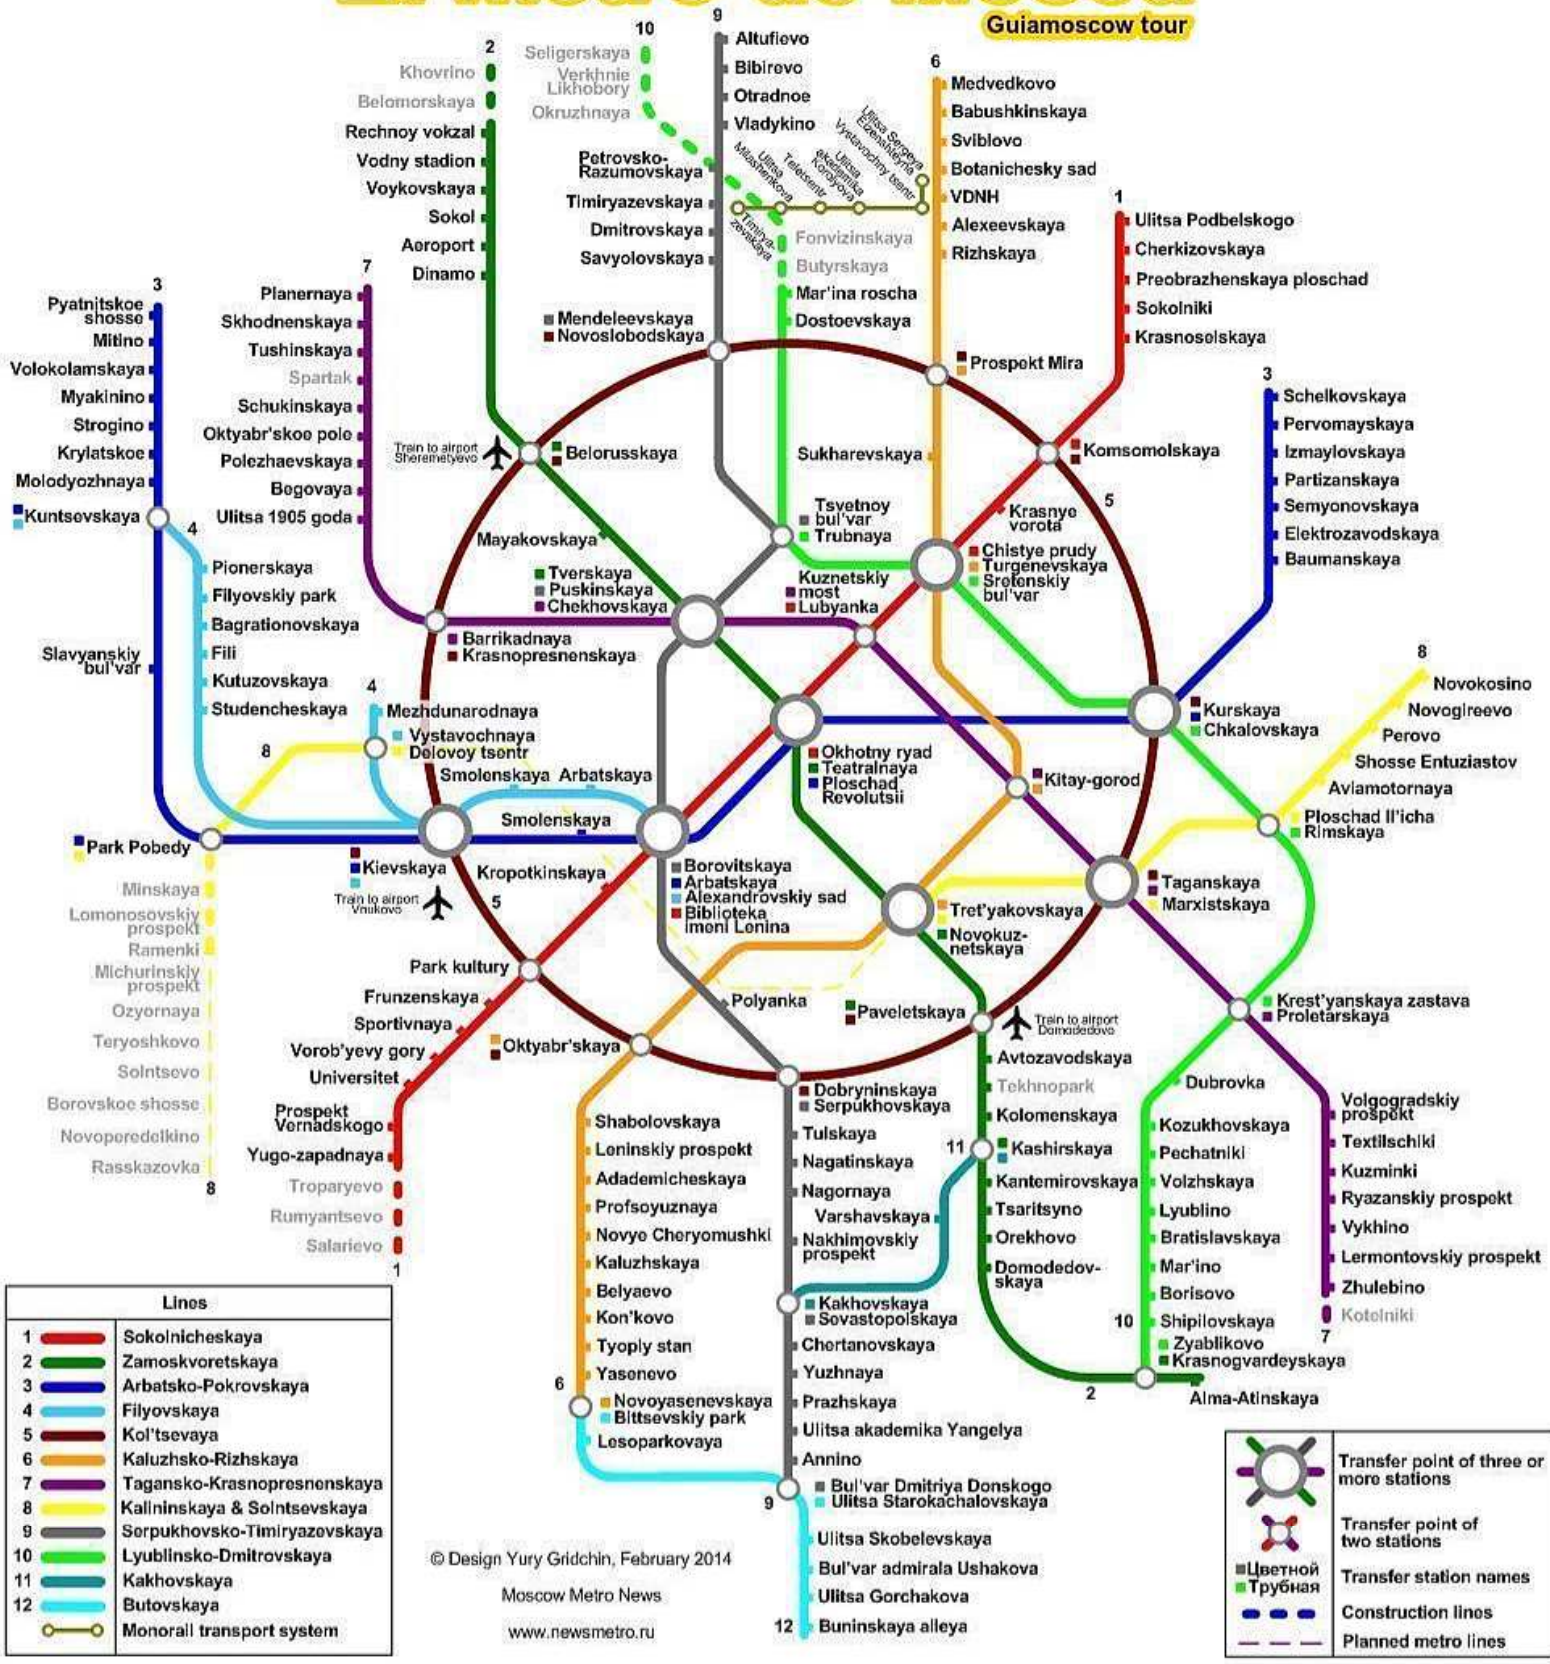 Guiamoscow tour
9
10
2
6
Altufievo
Bibirevo
Otradnoe
Vladykino
Seligerskaya
Verkhnie
Likhobory
Okruzhnaya
Khovrino
Belomorskaya
Rechnoy vokzal
Vodny stadion
Voykovskaya
Sokol
Aeroport
Dinamo
Petrovsko-
Razumovskaya
Timiryazevskaya
Dmitrovskaya
Savyolovskaya
Timirya-
zevskaya
Ulitsa
Milashenkova
Teletsentr
Ulitsa
akademika
Korolyova
Vystavochny tsentr
Ulitsa Sergeya
Eizenshteyna
Medvedkovo
Babushkinskaya
Sviblovo
Botanichesky sad
VDNH
Alexeevskaya
Rizhskaya
1
Ulitsa Podbelskogo
Cherkizovskaya
Preobrazhenskaya ploschad
Sokolniki
Krasnoselskaya
Fonvizinskaya
Butyrskaya
Mar'ina roscha
Dostoevskaya
3
Pyatnitskoe
shosse
Mitino
Volokolamskaya
Myakinino
Strogino
Krylatskoe
Molodyozhnaya
Kuntsevskaya
7
Planernaya
Skhodnenskaya
Tushinskaya
Spartak
Schukinskaya
Oktyabr'skoe pole
Polezhaevskaya
Begovaya
Ulitsa 1905 goda
Mendeleevskaya
Novoslobodskaya
Prospekt Mira
3
Schelkovskaya
Pervomayskaya
Izmaylovskaya
Partizanskaya
Semyonovskaya
Elektrozavodskaya
Baumanskaya
Train to airport
Sheremetyevo
Belorusskaya
Sukharevskaya
Komsomolskaya
5
Krasnye
vorota
Mayakovskaya
Tsvetnoy
bul'var
Trubnaya
Chistye prudy
Turgenevskaya
Sretenskiy
bul'var
4
Pionerskaya
Filyovskiy park
Bagrationovskaya
Fili
Kutuzovskaya
Studencheskaya
Tverskaya
Puskinskaya
Chekhovskaya
Kuznetskiy
most
Lubyanka
Barrikadnaya
Krasnopresnenskaya
Slavyanskiy
bul'var
4
Mezhdunarodnaya
Vystavochnaya
Delovoy tsentr
8
Smolenskaya
Arbatskaya
Smolenskaya
Okhotny ryad
Teatralnaya
Ploschad
Revolutsii
Kitay-gorod
Kurskaya
Chkalovskaya
8
Novokosino
Novogireevo
Perovo
Shosse Entuziastov
Aviamotornaya
Ploschad Il'icha
Rimskaya
Park Pobedy
Kievskaya
Train to airport
Vnukovo
5
Kropotkinskaya
Borovitskaya
Arbatskaya
Alexandrovskiy sad
Biblioteka
imeni Lenina
Tret'yakovskaya
Novokuz-
netskaya
Taganskaya
Marxistskaya
Minskaya
Lomonosovskiy
prospekt
Ramenki
Michurinskiy
prospekt
Ozyornaya
Teryoshkovo
Solntsevo
Borovskoe shosse
Novoperedelkino
Rasskazovka
8
Park kultury
Frunzenskaya
Sportivnaya
Vorob'yevy gory
Universitet
Prospekt
Vernadskogo
Yugo-zapadnaya
Troparyevo
Rumyantsevo
Salarievo
1
Oktyabr'skaya
Polyanka
Paveletskaya
Train to airport
Domodedovo
Krest'yanskaya zastava
Proletarskaya
Dobryninskaya
Serpukhovskaya
Avtozavodskaya
Tekhnopark
Kolomenskaya
11
Kashirskaya
Kantemirovskaya
Tsaritsyno
Orekhovo
Domodedov-
skaya
Dubrovka
Kozukhovskaya
Pechatniki
Volzhskaya
Lyublino
Bratislavskaya
Mar'ino
Borisovo
10
Shipilovskaya
Zyablikovo
Krasnogvardeyskaya
2
Alma-Atinskaya
Volgogradskiy
prospekt
Textilschiki
Kuzminki
Ryazanskiy prospekt
Vykhino
Lermontovskiy prospekt
Zhulebino
Kotelniki
7
Shabolovskaya
Leninskiy prospekt
Adademicheskaya
Profsoyuznaya
Novye Cheryomushki
Kaluzhskaya
Belyaevo
Kon'kovo
Tyoply stan
Yasenevo
6
Novoyasenevskaya
Bittsevskiy park
Lesoparkovaya
Tulskaya
Nagatinskaya
Nagornaya
Varshavskaya
Nakhimovskiy
prospekt
Kakhovskaya
Sevastopolskaya
Chertanovskaya
Yuzhnaya
Prazhskaya
Ulitsa akademika Yangelya
Annino
9
Bul'var Dmitriya Donskogo
Ulitsa Starokachalovskaya
Ulitsa Skobelevskaya
Bul'var admirala Ushakova
Ulitsa Gorchakova
12
Buninskaya alleya
Lines
1 Sokolnicheskaya
2 Zamoskvoretskaya
3 Arbatsko-Pokrovskaya
4 Filyovskaya
5 Kol'tsevaya
6 Kaluzhsko-Rizhskaya
7 Tagansko-Krasnopresnenskaya
8 Kalininskaya & Solntsevskaya
9 Serpukhovsko-Timiryazevskaya
10 Lyublinsko-Dmitrovskaya
11 Kakhovskaya
12 Butovskaya
Monorail transport system
© Design Yury Gridchin, February 2014
Moscow Metro News
www.newsmetro.ru
Transfer point of three or
more stations
Transfer point of
two stations
Цветной
Трубная
Transfer station names
Construction lines
Planned metro lines